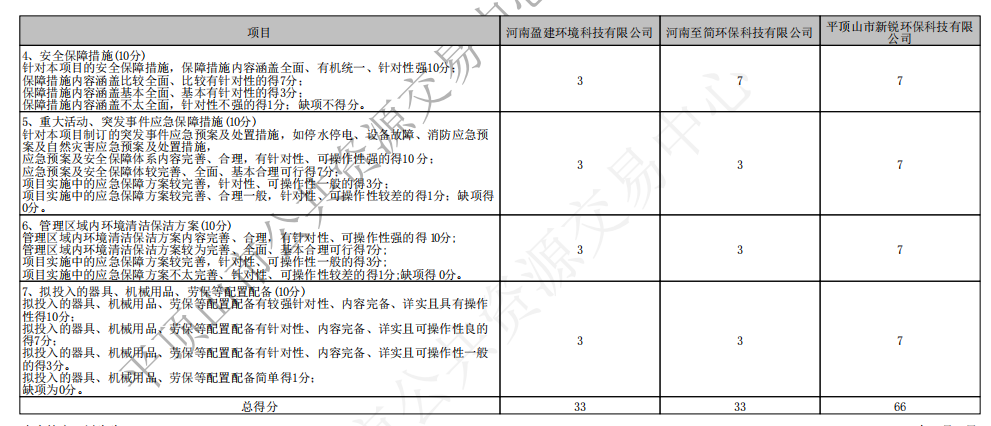 项目 河南盈建环境科技有限公司 河南至简环保科技有限公司 平顶山市新锐环保科技有限公司
4、安全保障措施(10分)
针对本项目的安全保障措施，保障措施内容涵盖全面、有机统一、针对性强10分；
保障措施内容涵盖比较全面、比较有针对性的得7分；
保障措施内容涵盖基本全面、基本有针对性的得3分；
保障措施内容涵盖不太全面，针对性不强的得1分；缺项不得分。
3 7 7
5、重大活动、突发事件应急保障措施(10分)
针对本项目制订的突发事件应急预案及处置措施，如停水停电、设备故障、消防应急预
案及自然灾害应急预案及处置措施，
应急预案及安全保障体系内容完善、合理，有针对性、可操作性强的得10分；
应急预案及安全保障体较完善、全面、基本合理可行得7分；
项目实施中的应急保障方案较完善，针对性、可操作性一般的得3分；
项目实施中的应急保障方案较完善、合理一般，针对性、可操作性较差的得1分；缺项得
0分。
3 3 7
6、管理区域内环境清洁保洁方案(10分)
管理区域内环境清洁保洁方案内容完善、合理，有针对性、可操作性强的得 10分；
管理区域内环境清洁保洁方案较为完善、全面、基本合理可行得7分；
项目实施中的应急保障方案较完善，针对性、可操作性一般的得3分；
项目实施中的应急保障方案不太完善、针对性、可操作性较差的得1分;缺项得 0分。
3 3 7
7、拟投入的器具、机械用品、劳保等配置配备(10分)
拟投入的器具、机械用品、劳保等配置配备有较强针对性、内容完备、详实且具有操作
性得10分；
拟投入的器具、机械用品，劳保等配置配备有针对性、内容完备、详实且可操作性良的
得7分；
拟投入的器具、机械用品、劳保等配置配备有针对性、内容完备、详实且可操作性一般
的得3分。
拟投入的器具、机械用品、劳保等配置配备简单得1分；
缺项为0分。
3 3 7
总得分 33 33 66
平顶山市公共资源交易中心
公共资源交易中心